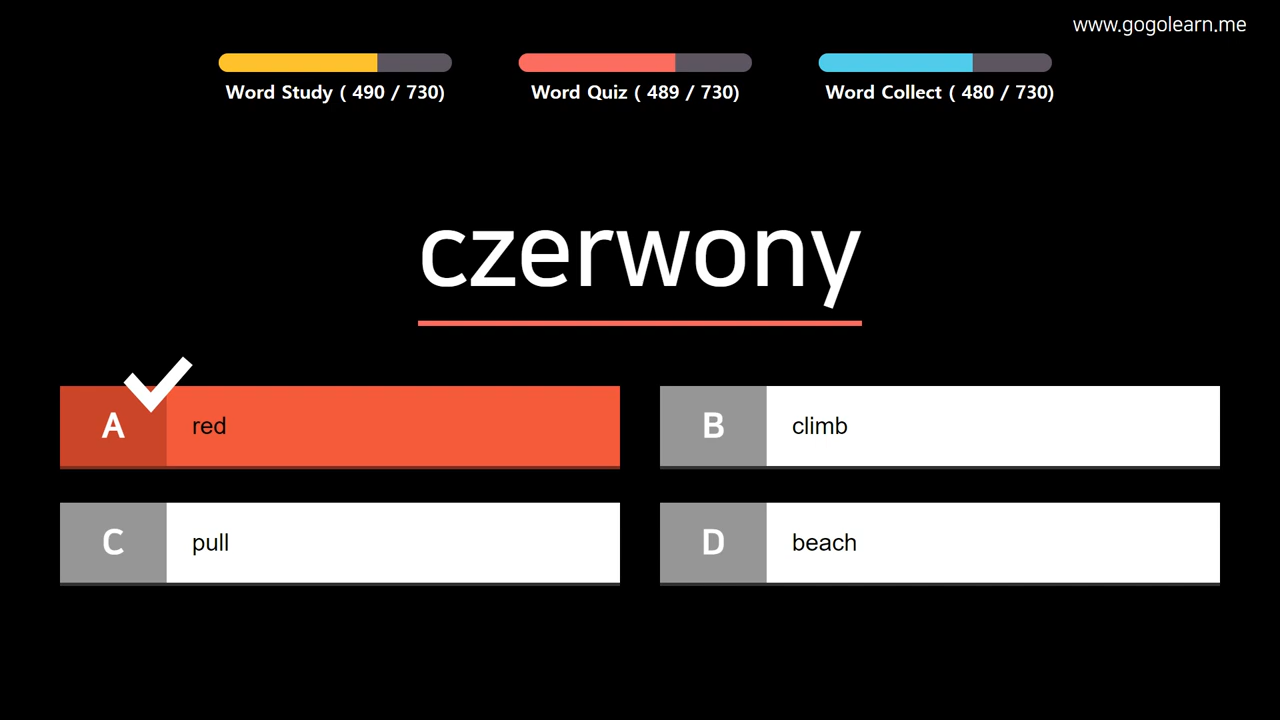 www.gogolearn.me
Word Study ( 490 / 730)
Word Quiz ( 489 / 730)
Word Collect ( 480 / 730)
czerwony
A red
B climb
C pull
D beach